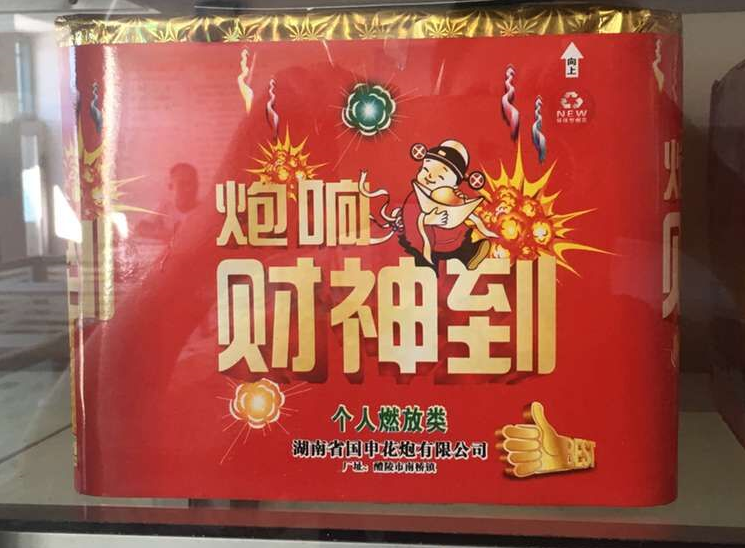 向上
NEW
炮响
财神到
个人燃放类
湖南省国申花炮有限公司
厂址：醴陵市南桥镇
BEST